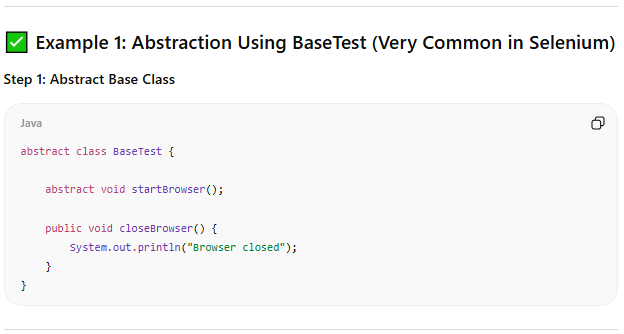 ✅ Example 1: Abstraction Using BaseTest (Very Common in Selenium)
Step 1: Abstract Base Class
Java
abstract class BaseTest {
    abstract void startBrowser();
    public void closeBrowser() {
        System.out.println("Browser closed");
    }
}